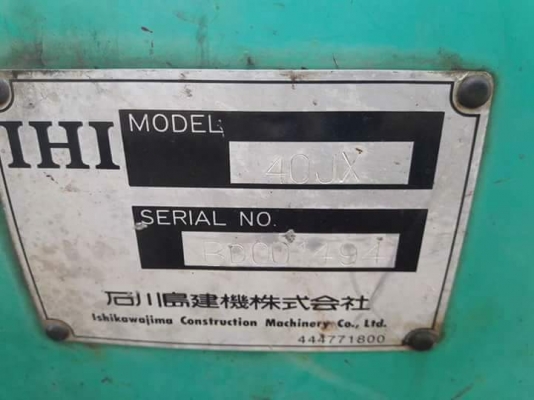 IHI
MODEL
40JX
SERIAL NO.
石川島建機株式会社
Ishikawajima Construction Machinery Co., Ltd.
444771800